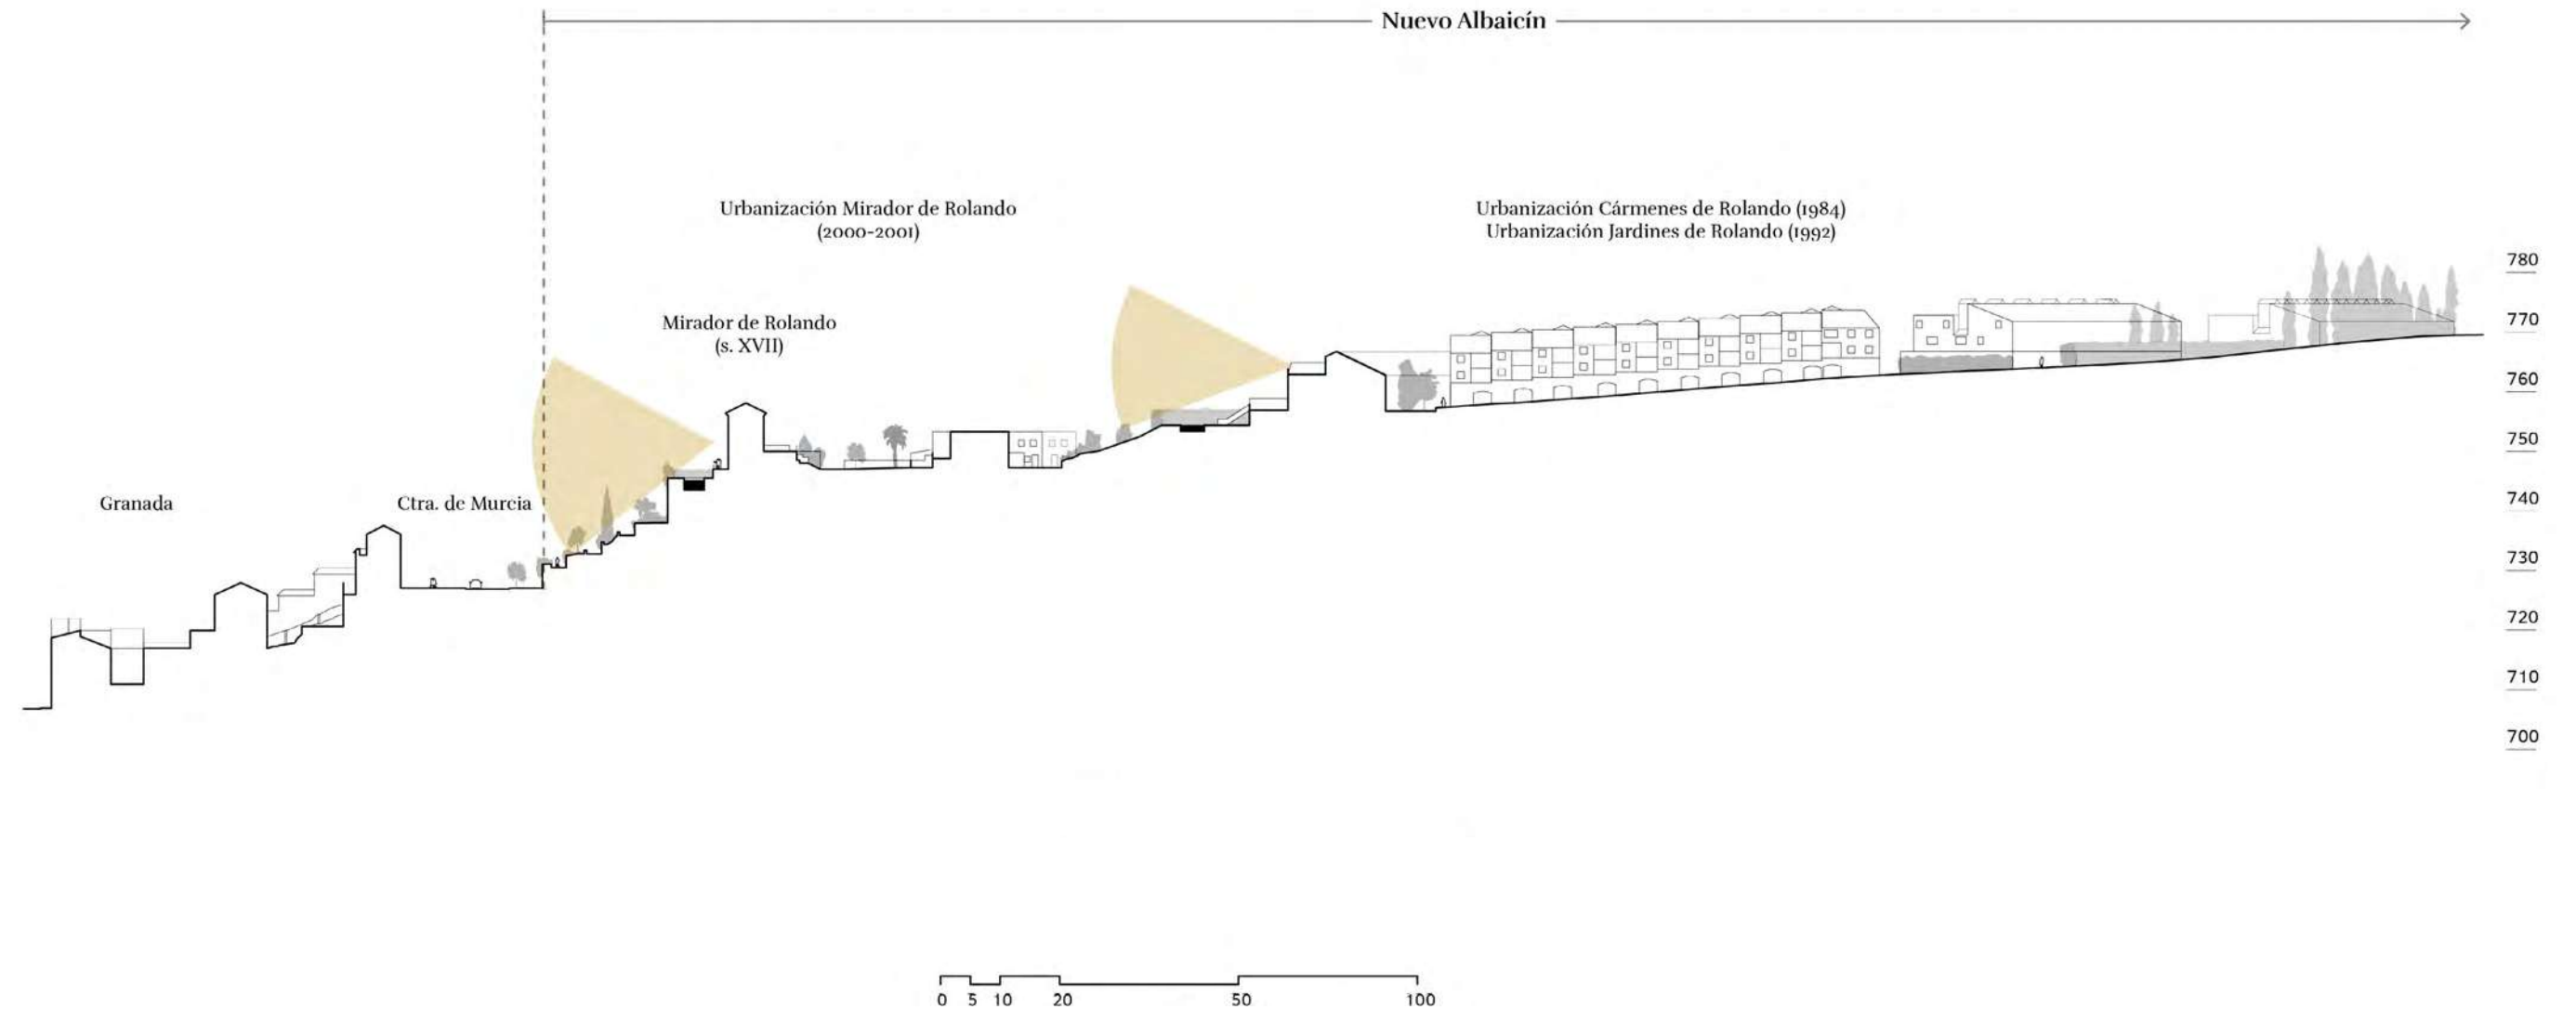 Nuevo Albaicín
Urbanización Mirador de Rolando
(2000-2001)
Urbanización Cármenes de Rolando (1984)
Urbanización Jardines de Rolando (1992)
Mirador de Rolando
(s. XVII)
Granada
Ctra. de Murcia
780
770
760
750
740
730
720
710
700
0 5 10 20 50 100